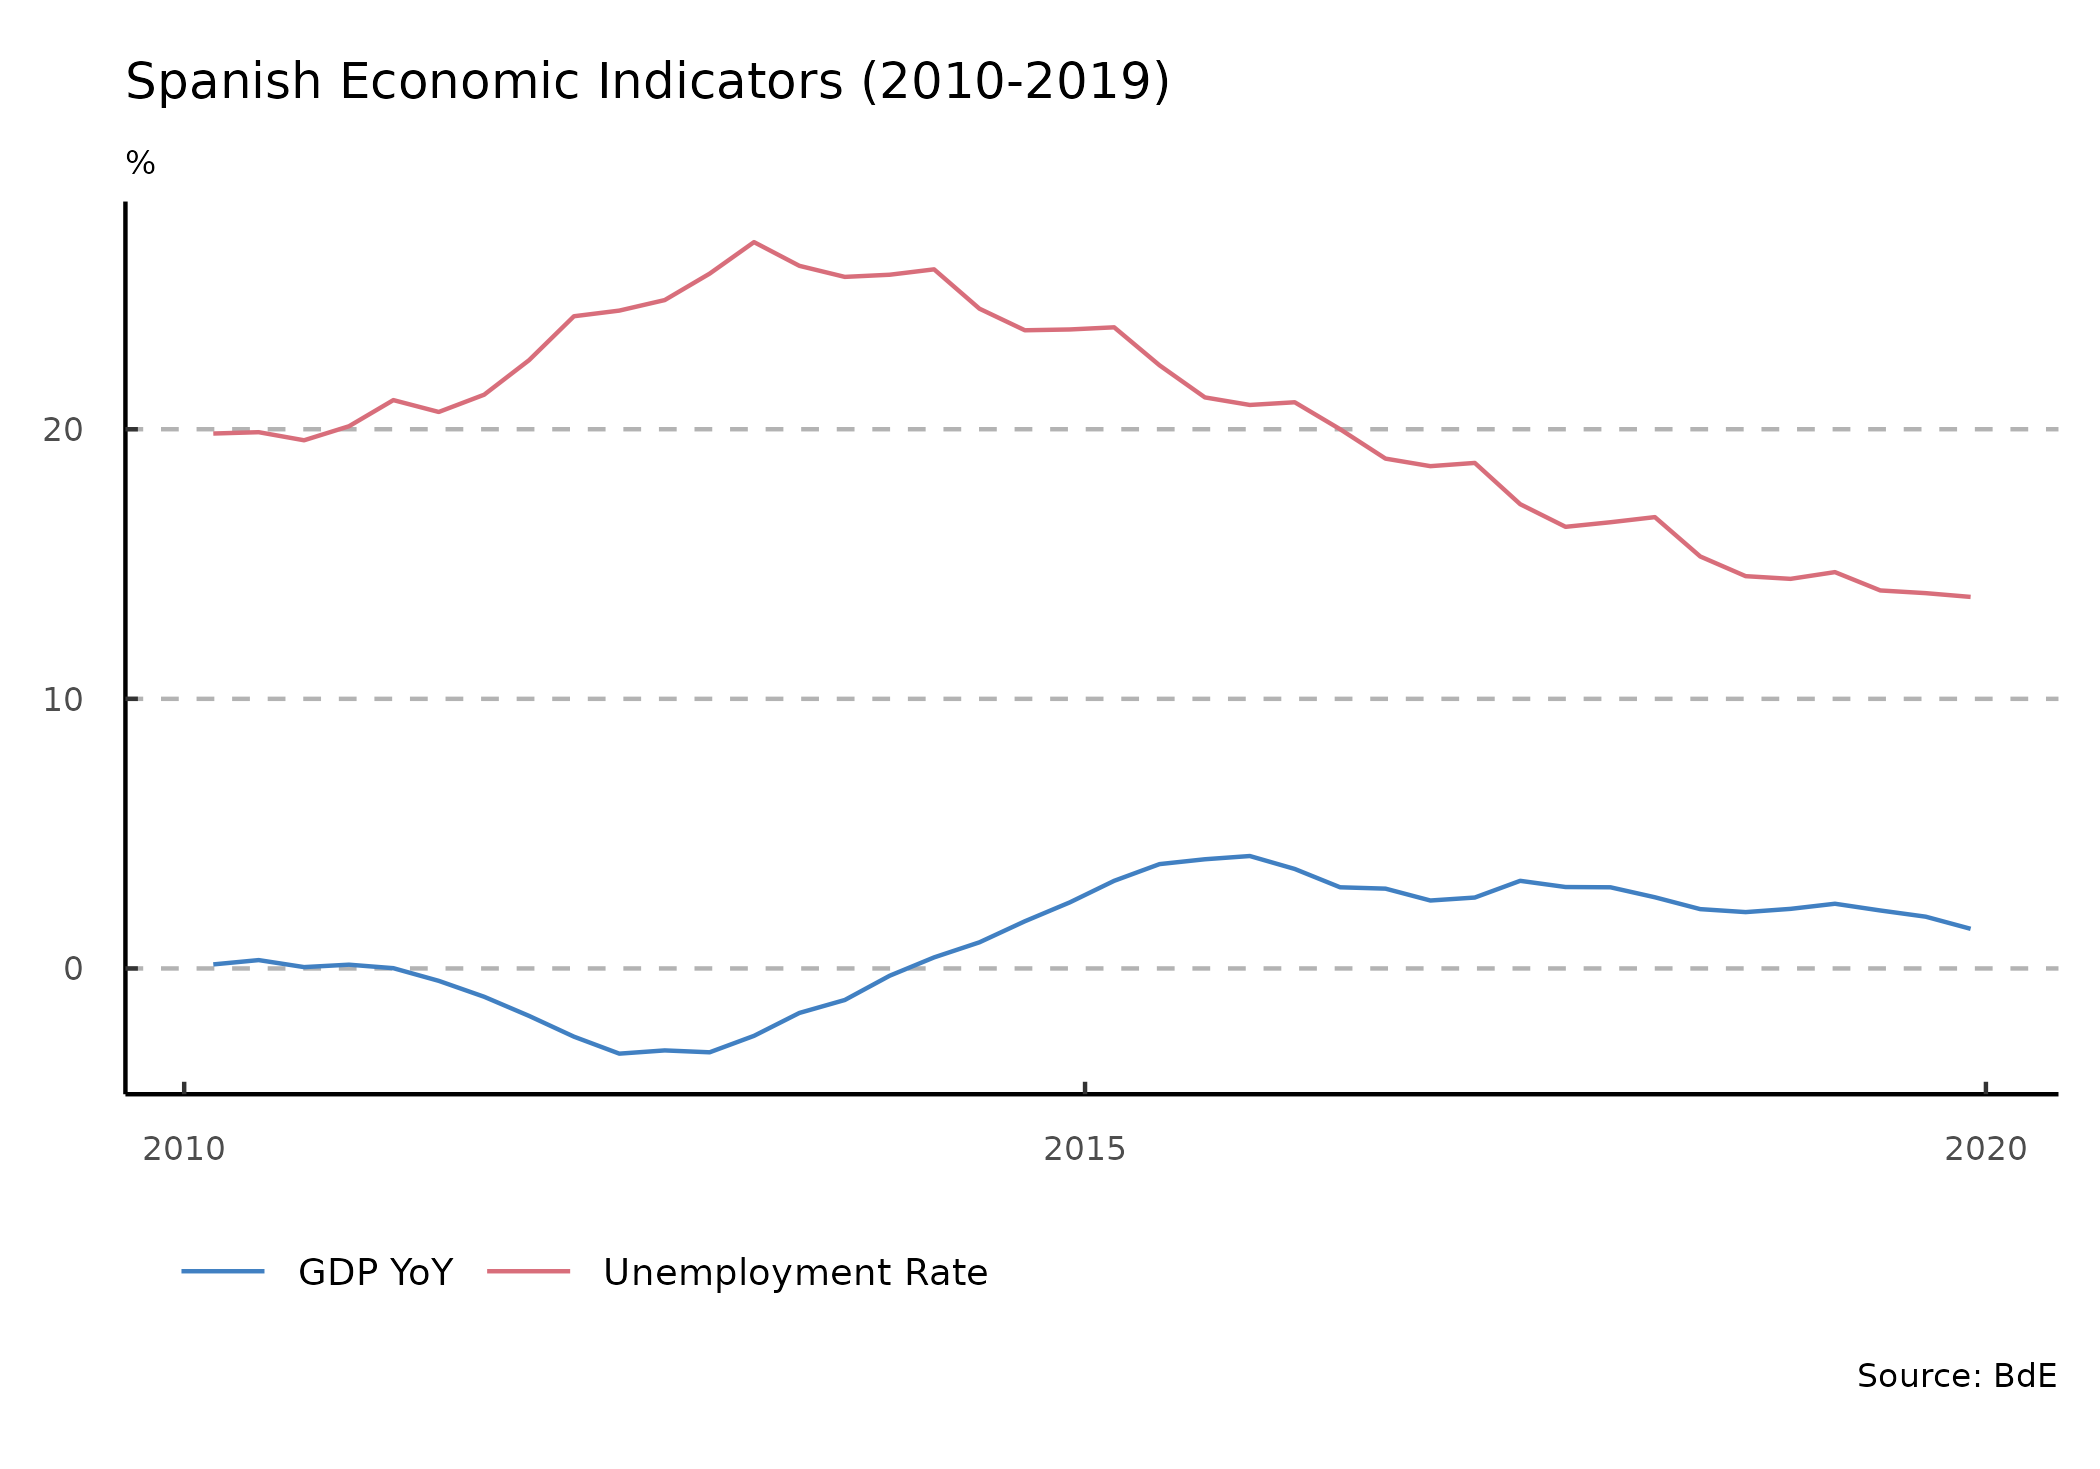 Spanish Economic Indicators (2010-2019)
%
20
10
0
2010 2015 2020
GDP YoY Unemployment Rate
Source: BdE